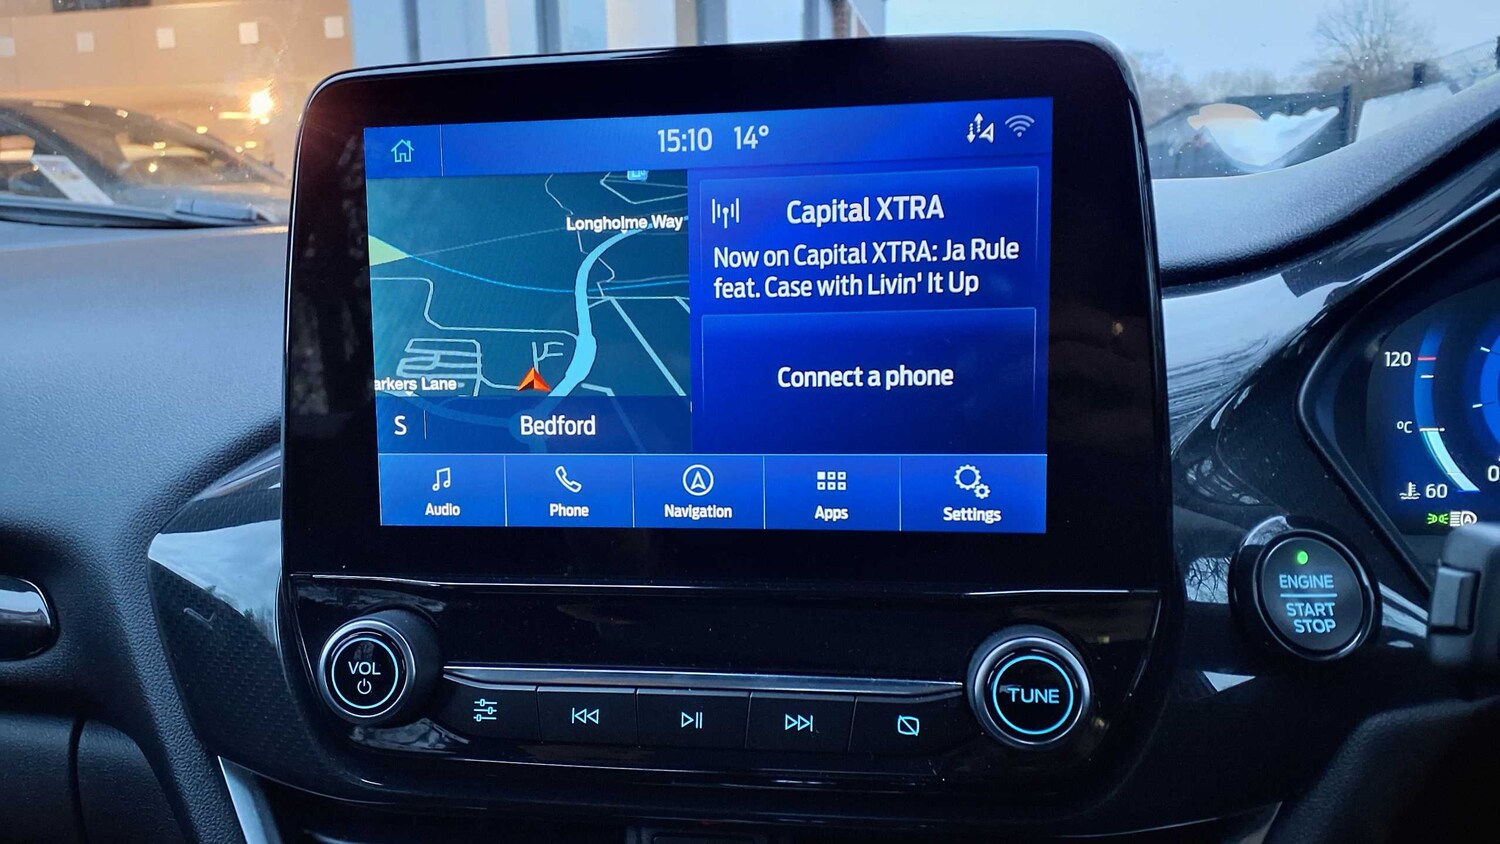 15:10 14°
Longholme Way
arkers Lane
S
Bedford
Capital XTRA
Now on Capital XTRA: Ja Rule
feat. Case with Livin' It Up
Connect a phone
Audio
Phone
Navigation
Apps
Settings
VOL
TUNE
ENGINE
START
STOP
120
°C
60
0